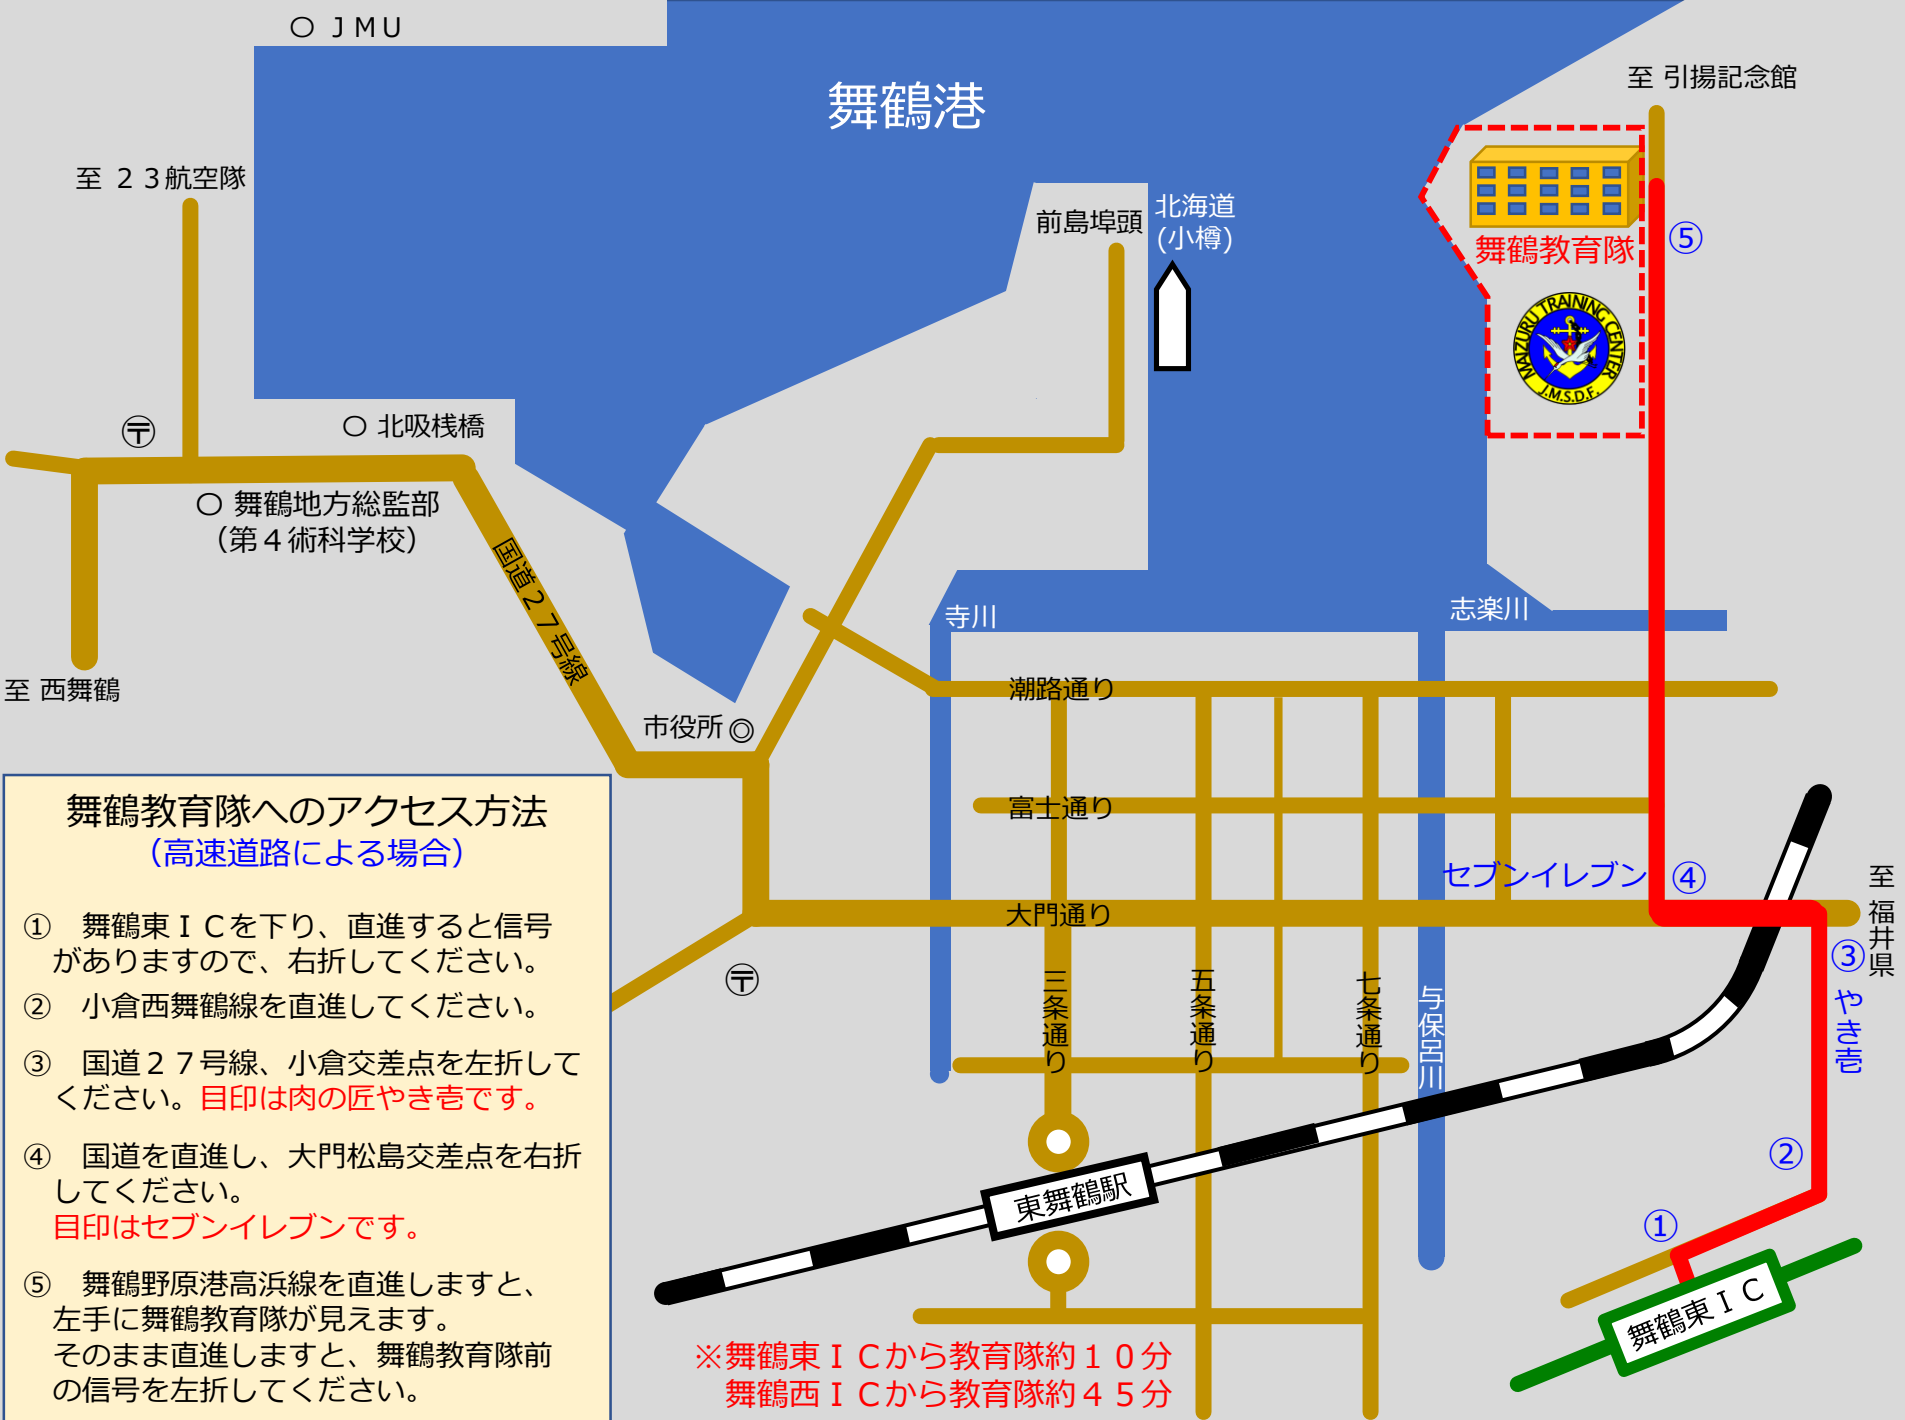 〇 ＪＭＵ
舞鶴港
至 引揚記念館
至 ２３航空隊
前島埠頭
北海道
(小樽)
舞鶴教育隊
⑤
MAIZURU TRAINING CENTER
J.M.S.D.F.
〒
〇 北吸桟橋
〇 舞鶴地方総監部
（第４術科学校）
国道２７号線
至 西舞鶴
寺川
志楽川
潮路通り
市役所◎
富士通り
セブンイレブン ④
至 福井県
大門通り
③
やき壱
〒
三条通り
五条通り
七条通り
与保呂川
②
①
東舞鶴駅
舞鶴東ＩＣ
舞鶴教育隊へのアクセス方法
（高速道路による場合）
① 舞鶴東ＩＣを下り、直進すると信号
がありますので、右折してください。
② 小倉西舞鶴線を直進してください。
③ 国道２７号線、小倉交差点を左折して
ください。目印は肉の匠やき壱です。
④ 国道を直進し、大門松島交差点を右折
してください。
目印はセブンイレブンです。
⑤ 舞鶴野原港高浜線を直進しますと、
左手に舞鶴教育隊が見えます。
そのまま直進しますと、舞鶴教育隊前
の信号を左折してください。
※舞鶴東ＩＣから教育隊約１０分
舞鶴西ＩＣから教育隊約４５分